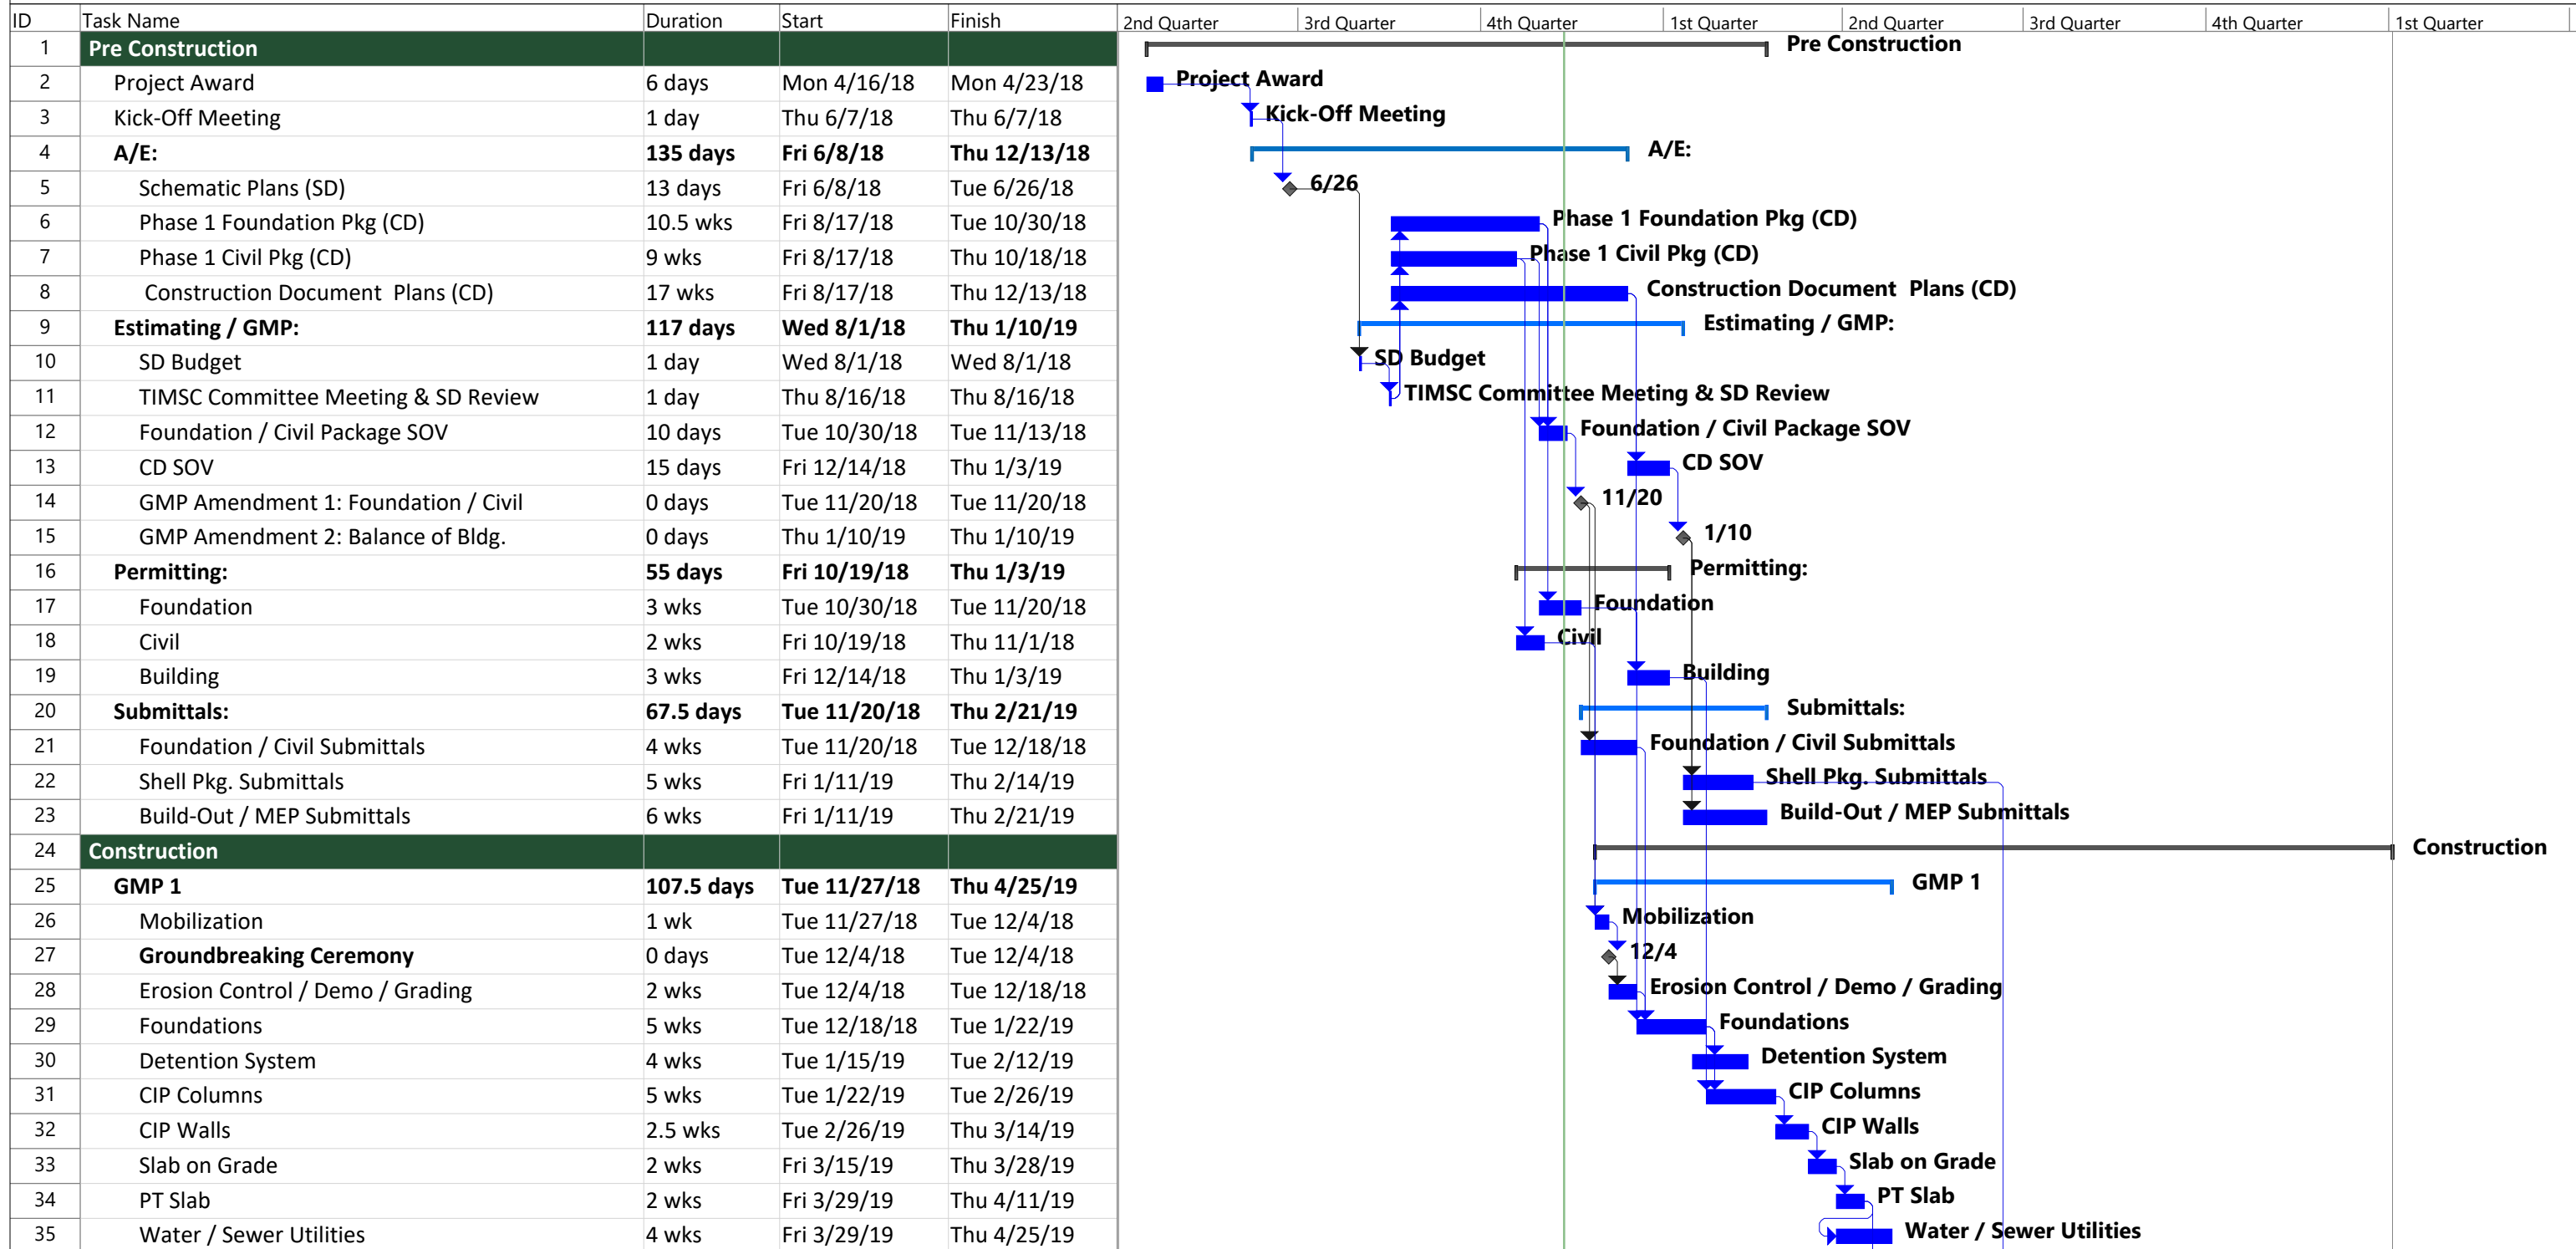 ID Task Name Duration Start Finish 2nd Quarter 3rd Quarter 4th Quarter 1st Quarter 2nd Quarter 3rd Quarter 4th Quarter 1st Quarter
1 Pre Construction Pre Construction
2 Project Award 6 days Mon 4/16/18 Mon 4/23/18 Project Award
3 Kick-Off Meeting 1 day Thu 6/7/18 Thu 6/7/18 Kick-Off Meeting
4 A/E: 135 days Fri 6/8/18 Thu 12/13/18 A/E:
5 Schematic Plans (SD) 13 days Fri 6/8/18 Tue 6/26/18 6/26
6 Phase 1 Foundation Pkg (CD) 10.5 wks Fri 8/17/18 Tue 10/30/18 Phase 1 Foundation Pkg (CD)
7 Phase 1 Civil Pkg (CD) 9 wks Fri 8/17/18 Thu 10/18/18 Phase 1 Civil Pkg (CD)
8 Construction Document Plans (CD) 17 wks Fri 8/17/18 Thu 12/13/18 Construction Document Plans (CD)
9 Estimating / GMP: 117 days Wed 8/1/18 Thu 1/10/19 Estimating / GMP:
10 SD Budget 1 day Wed 8/1/18 Wed 8/1/18 SD Budget
11 TIMSC Committee Meeting & SD Review 1 day Thu 8/16/18 Thu 8/16/18 TIMSC Committee Meeting & SD Review
12 Foundation / Civil Package SOV 10 days Tue 10/30/18 Tue 11/13/18 Foundation / Civil Package SOV
13 CD SOV 15 days Fri 12/14/18 Thu 1/3/19 CD SOV
14 GMP Amendment 1: Foundation / Civil 0 days Tue 11/20/18 Tue 11/20/18 11/20
15 GMP Amendment 2: Balance of Bldg. 0 days Thu 1/10/19 Thu 1/10/19 1/10
16 Permitting: 55 days Fri 10/19/18 Thu 1/3/19 Permitting:
17 Foundation 3 wks Tue 10/30/18 Tue 11/20/18 Foundation
18 Civil 2 wks Fri 10/19/18 Thu 11/1/18 Civil
19 Building 3 wks Fri 12/14/18 Thu 1/3/19 Building
20 Submittals: 67.5 days Tue 11/20/18 Thu 2/21/19 Submittals:
21 Foundation / Civil Submittals 4 wks Tue 11/20/18 Tue 12/18/18 Foundation / Civil Submittals
22 Shell Pkg. Submittals 5 wks Fri 1/11/19 Thu 2/14/19 Shell Pkg. Submittals
23 Build-Out / MEP Submittals 6 wks Fri 1/11/19 Thu 2/21/19 Build-Out / MEP Submittals
24 Construction Construction
25 GMP 1 107.5 days Tue 11/27/18 Thu 4/25/19 GMP 1
26 Mobilization 1 wk Tue 11/27/18 Tue 12/4/18 Mobilization
27 Groundbreaking Ceremony 0 days Tue 12/4/18 Tue 12/4/18 12/4
28 Erosion Control / Demo / Grading 2 wks Tue 12/4/18 Tue 12/18/18 Erosion Control / Demo / Grading
29 Foundations 5 wks Tue 12/18/18 Tue 1/22/19 Foundations
30 Detention System 4 wks Tue 1/15/19 Tue 2/12/19 Detention System
31 CIP Columns 5 wks Tue 1/22/19 Tue 2/26/19 CIP Columns
32 CIP Walls 2.5 wks Tue 2/26/19 Thu 3/14/19 CIP Walls
33 Slab on Grade 2 wks Fri 3/15/19 Thu 3/28/19 Slab on Grade
34 PT Slab 2 wks Fri 3/29/19 Thu 4/11/19 PT Slab
35 Water / Sewer Utilities 4 wks Fri 3/29/19 Thu 4/25/19 Water / Sewer Utilities